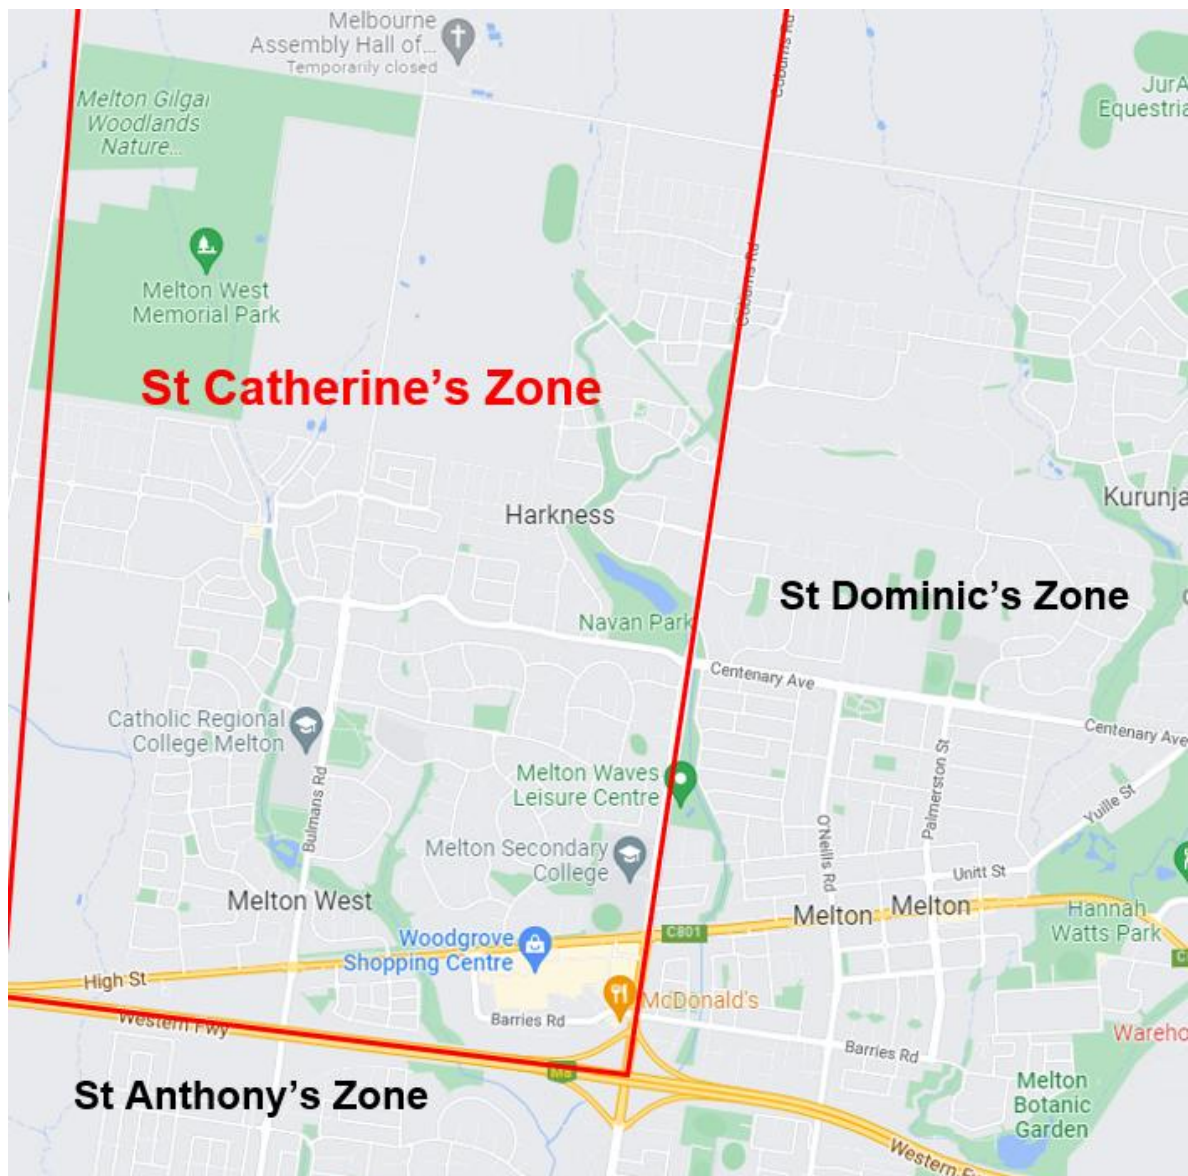 Melbourne
Assembly Hall of...
Temporarily closed
Coburns Rd
Melton Gilgai
Woodlands
Nature...
JurA
Equestria
Melton West
Memorial Park
Coburns Rd
St Catherine's Zone
Harkness
Kurunja
St Dominic's Zone
Navan Park
Centenary Ave
Centenary Ave
Catholic Regional
College Melton
Bulmans Rd
Melton Waves
Leisure Centre
Palmerston St
Yuille St
O'Neills Rd
Melton Secondary
College
Unitt St
Melton West
Melton
Melton
Hannah
Watts Park
C801
Woodgrove
Shopping Centre
High St
McDonald's
Barries Rd
Western Fwy
Wareho
Barries Rd
M8
St Anthony's Zone
Melton
Botanic
Garden
Western F